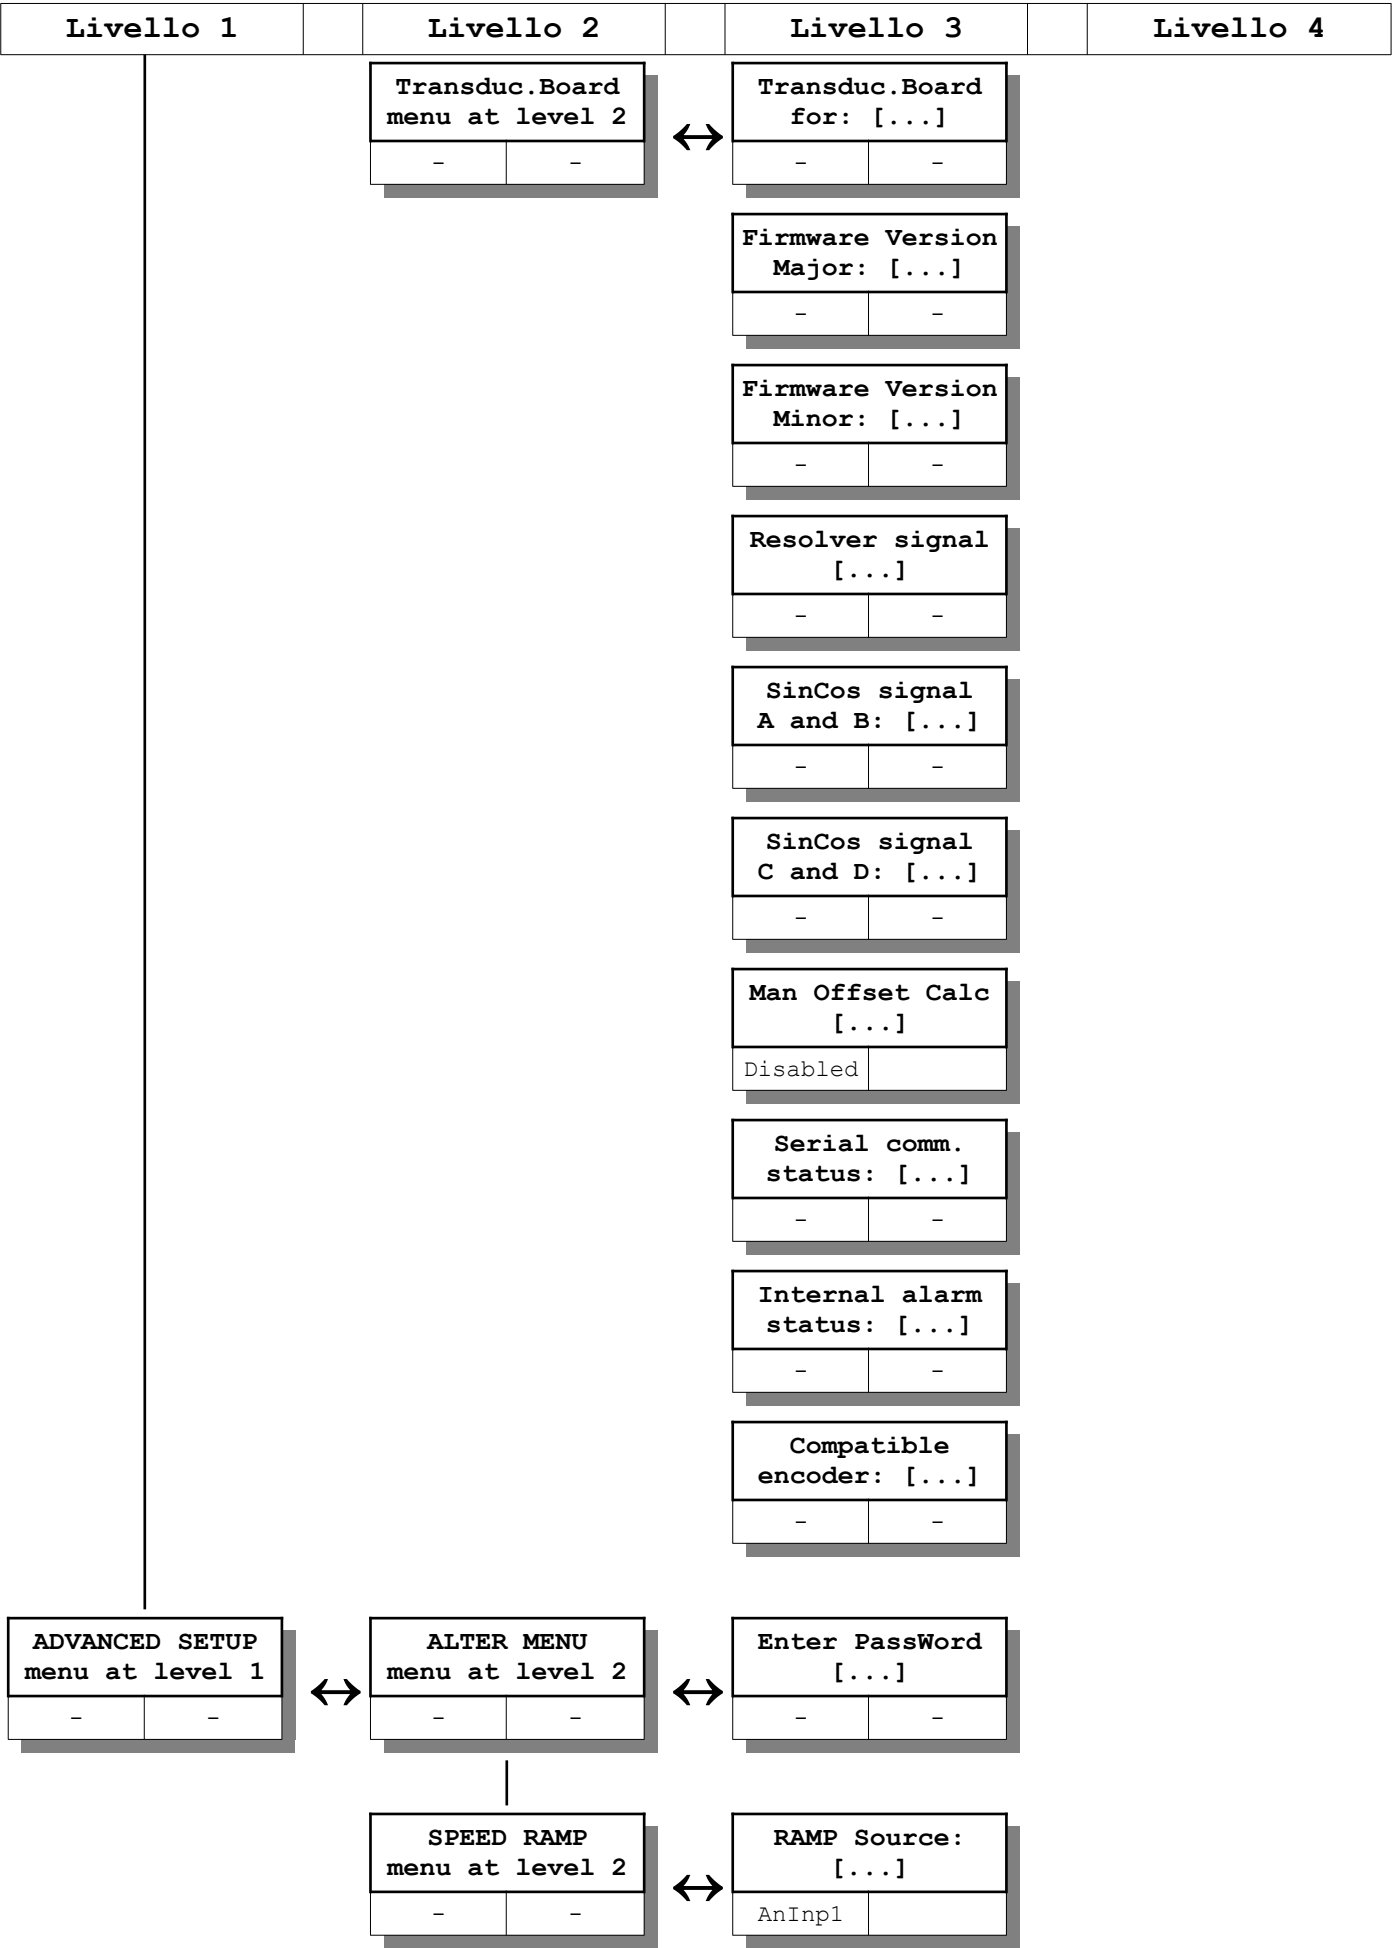 Livello 1 Livello 2 Livello 3 Livello 4
Transduc.Board
menu at level 2
- -
Transduc.Board
for: [...]
- -
Firmware Version
Major: [...]
- -
Firmware Version
Minor: [...]
- -
Resolver signal
[...]
- -
SinCos signal
A and B: [...]
- -
SinCos signal
C and D: [...]
- -
Man Offset Calc
[...]
Disabled
Serial comm.
status: [...]
- -
Internal alarm
status: [...]
- -
Compatible
encoder: [...]
- -
ADVANCED SETUP
menu at level 1
- -
ALTER MENU
menu at level 2
- -
Enter PassWord
[...]
- -
SPEED RAMP
menu at level 2
- -
RAMP Source:
[...]
AnInp1